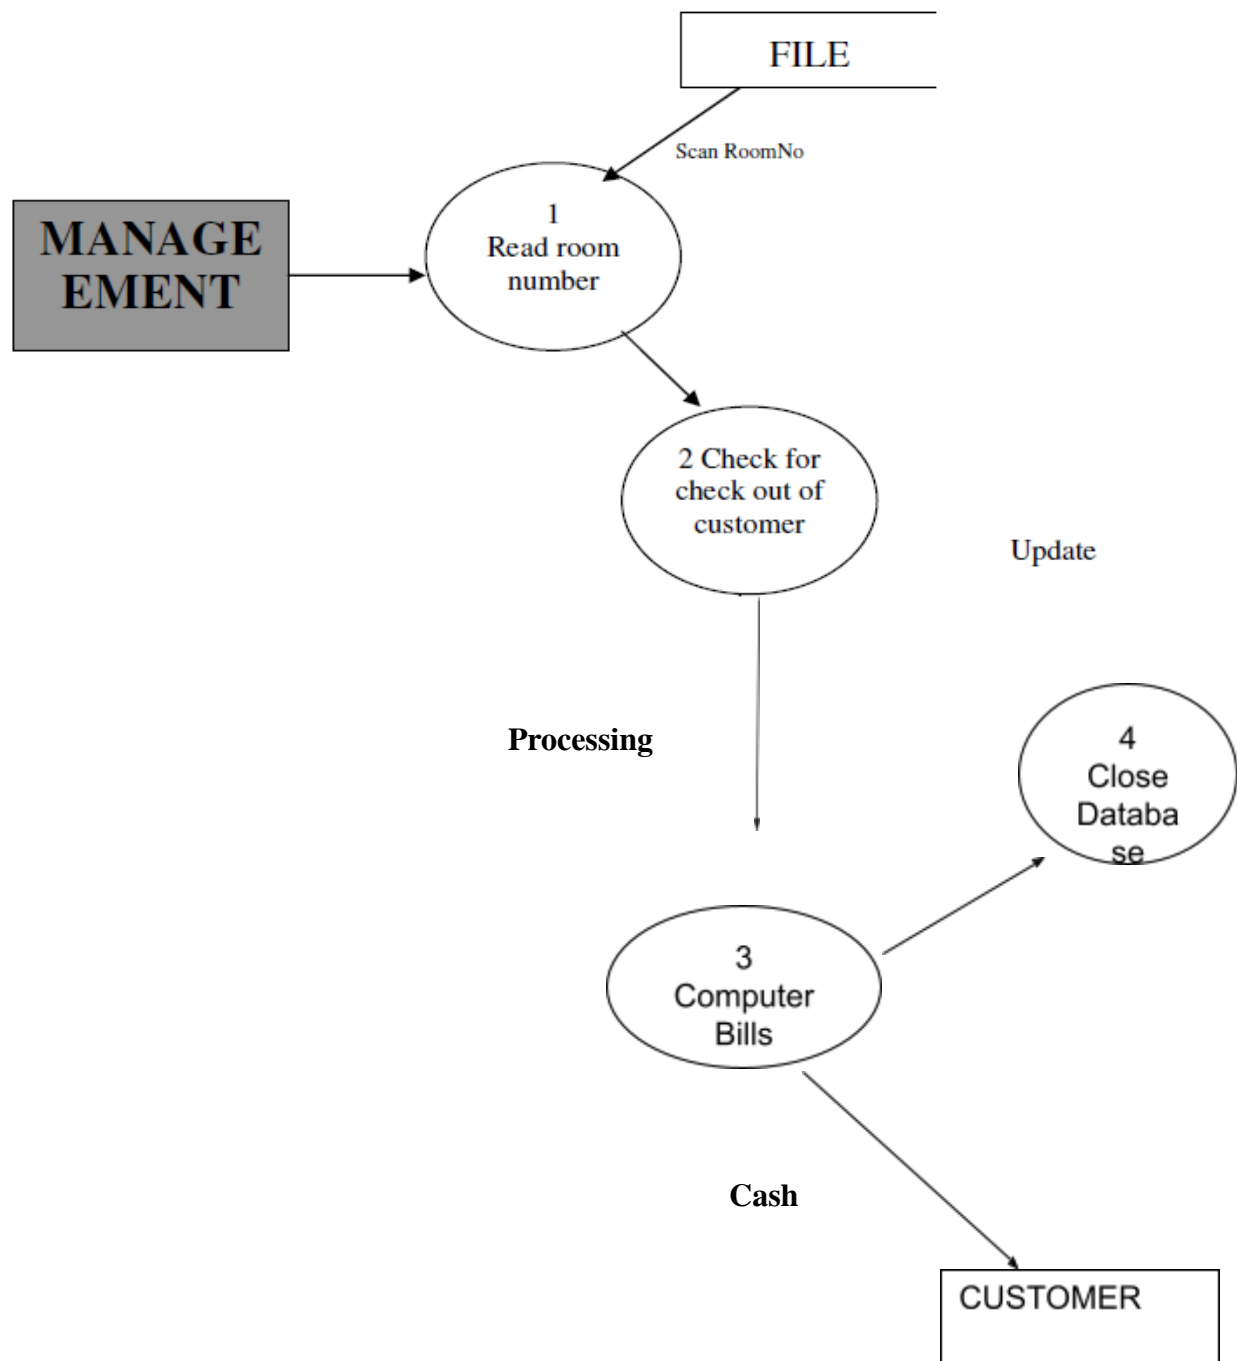 FILE
Scan RoomNo
MANAGE
EMENT
1
Read room
number
2 Check for
check out of
customer
Update
Processing
4
Close
Databa
se
3
Computer
Bills
Cash
CUSTOMER